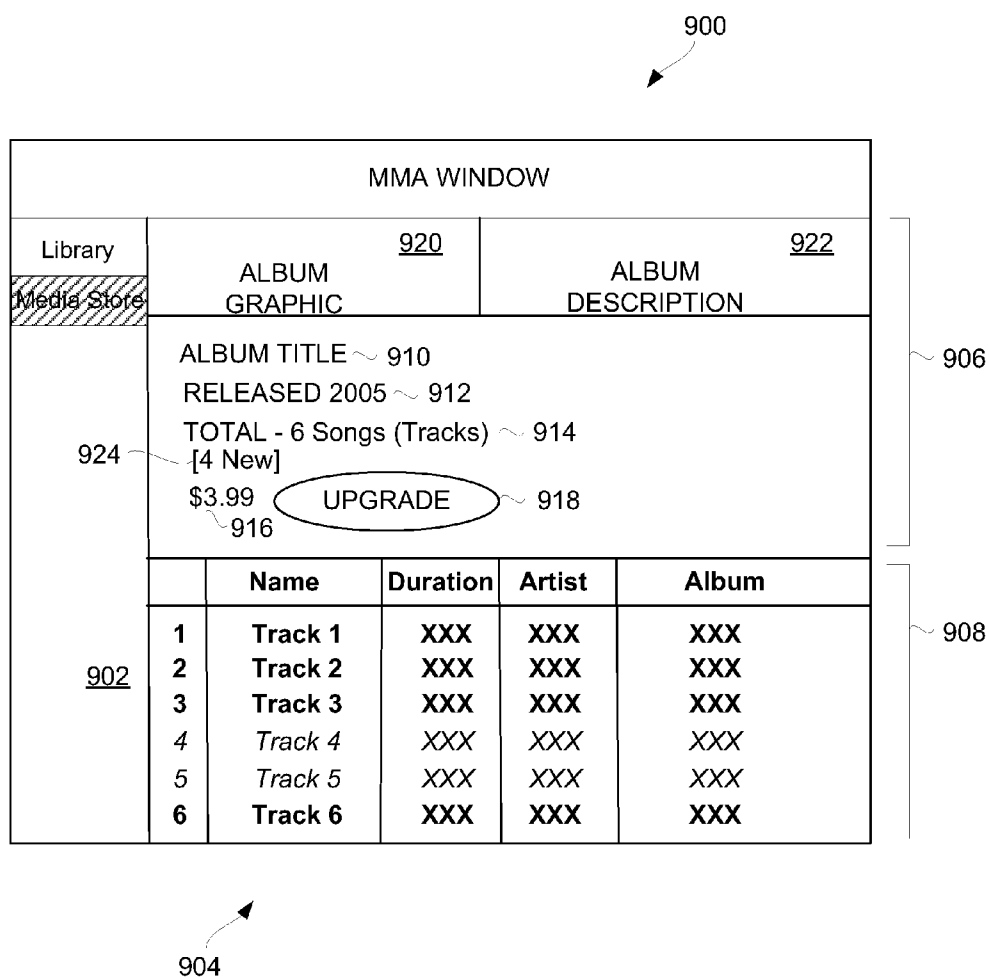 900
MMA WINDOW
Library
Media Store
920
ALBUM
GRAPHIC
922
ALBUM
DESCRIPTION
906
ALBUM TITLE 910
RELEASED 2005 912
TOTAL - 6 Songs (Tracks) 914
924 [4 New]
$3.99 UPGRADE 918
916
Name Duration Artist Album
1 Track 1 XXX XXX XXX
2 Track 2 XXX XXX XXX
3 Track 3 XXX XXX XXX
4 Track 4 XXX XXX XXX
5 Track 5 XXX XXX XXX
6 Track 6 XXX XXX XXX
908
902
904